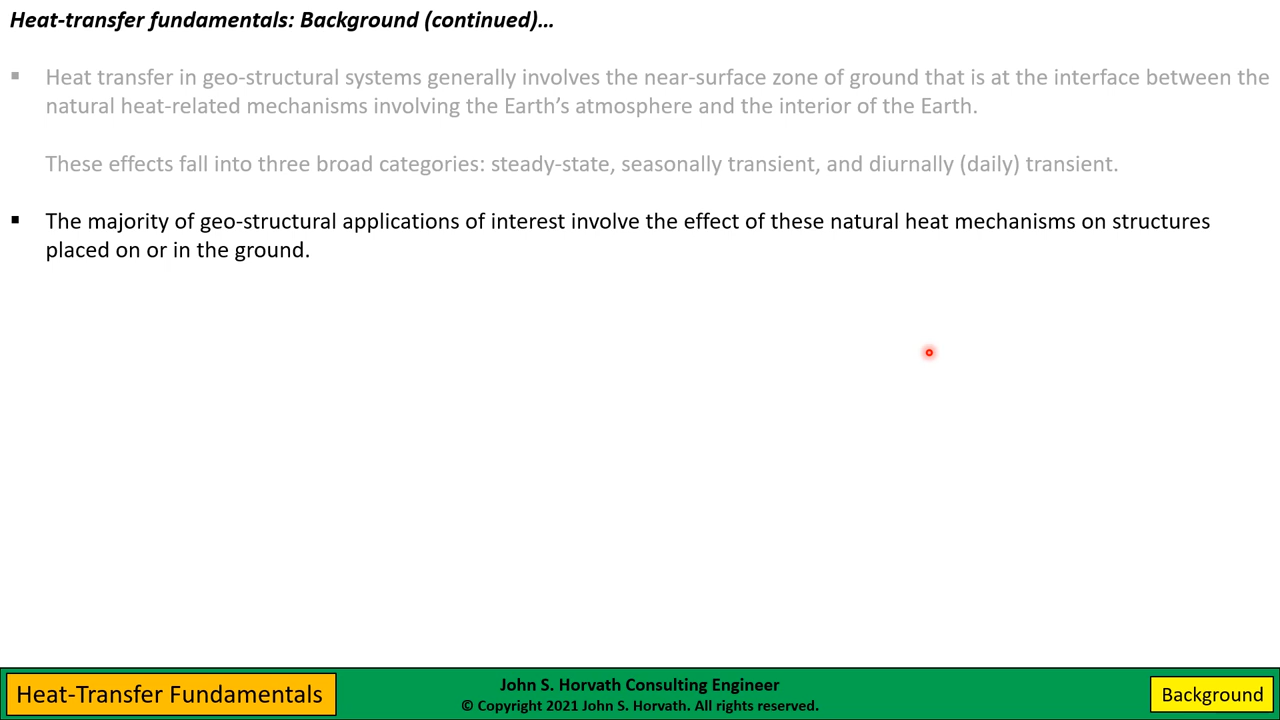 Heat-transfer fundamentals: Background (continued)…
▪ Heat transfer in geo-structural systems generally involves the near-surface zone of ground that is at the interface between the
natural heat-related mechanisms involving the Earth’s atmosphere and the interior of the Earth.
These effects fall into three broad categories: steady-state, seasonally transient, and diurnally (daily) transient.
▪ The majority of geo-structural applications of interest involve the effect of these natural heat mechanisms on structures
placed on or in the ground.
Heat-Transfer Fundamentals
John S. Horvath Consulting Engineer
© Copyright 2021 John S. Horvath. All rights reserved.
Background